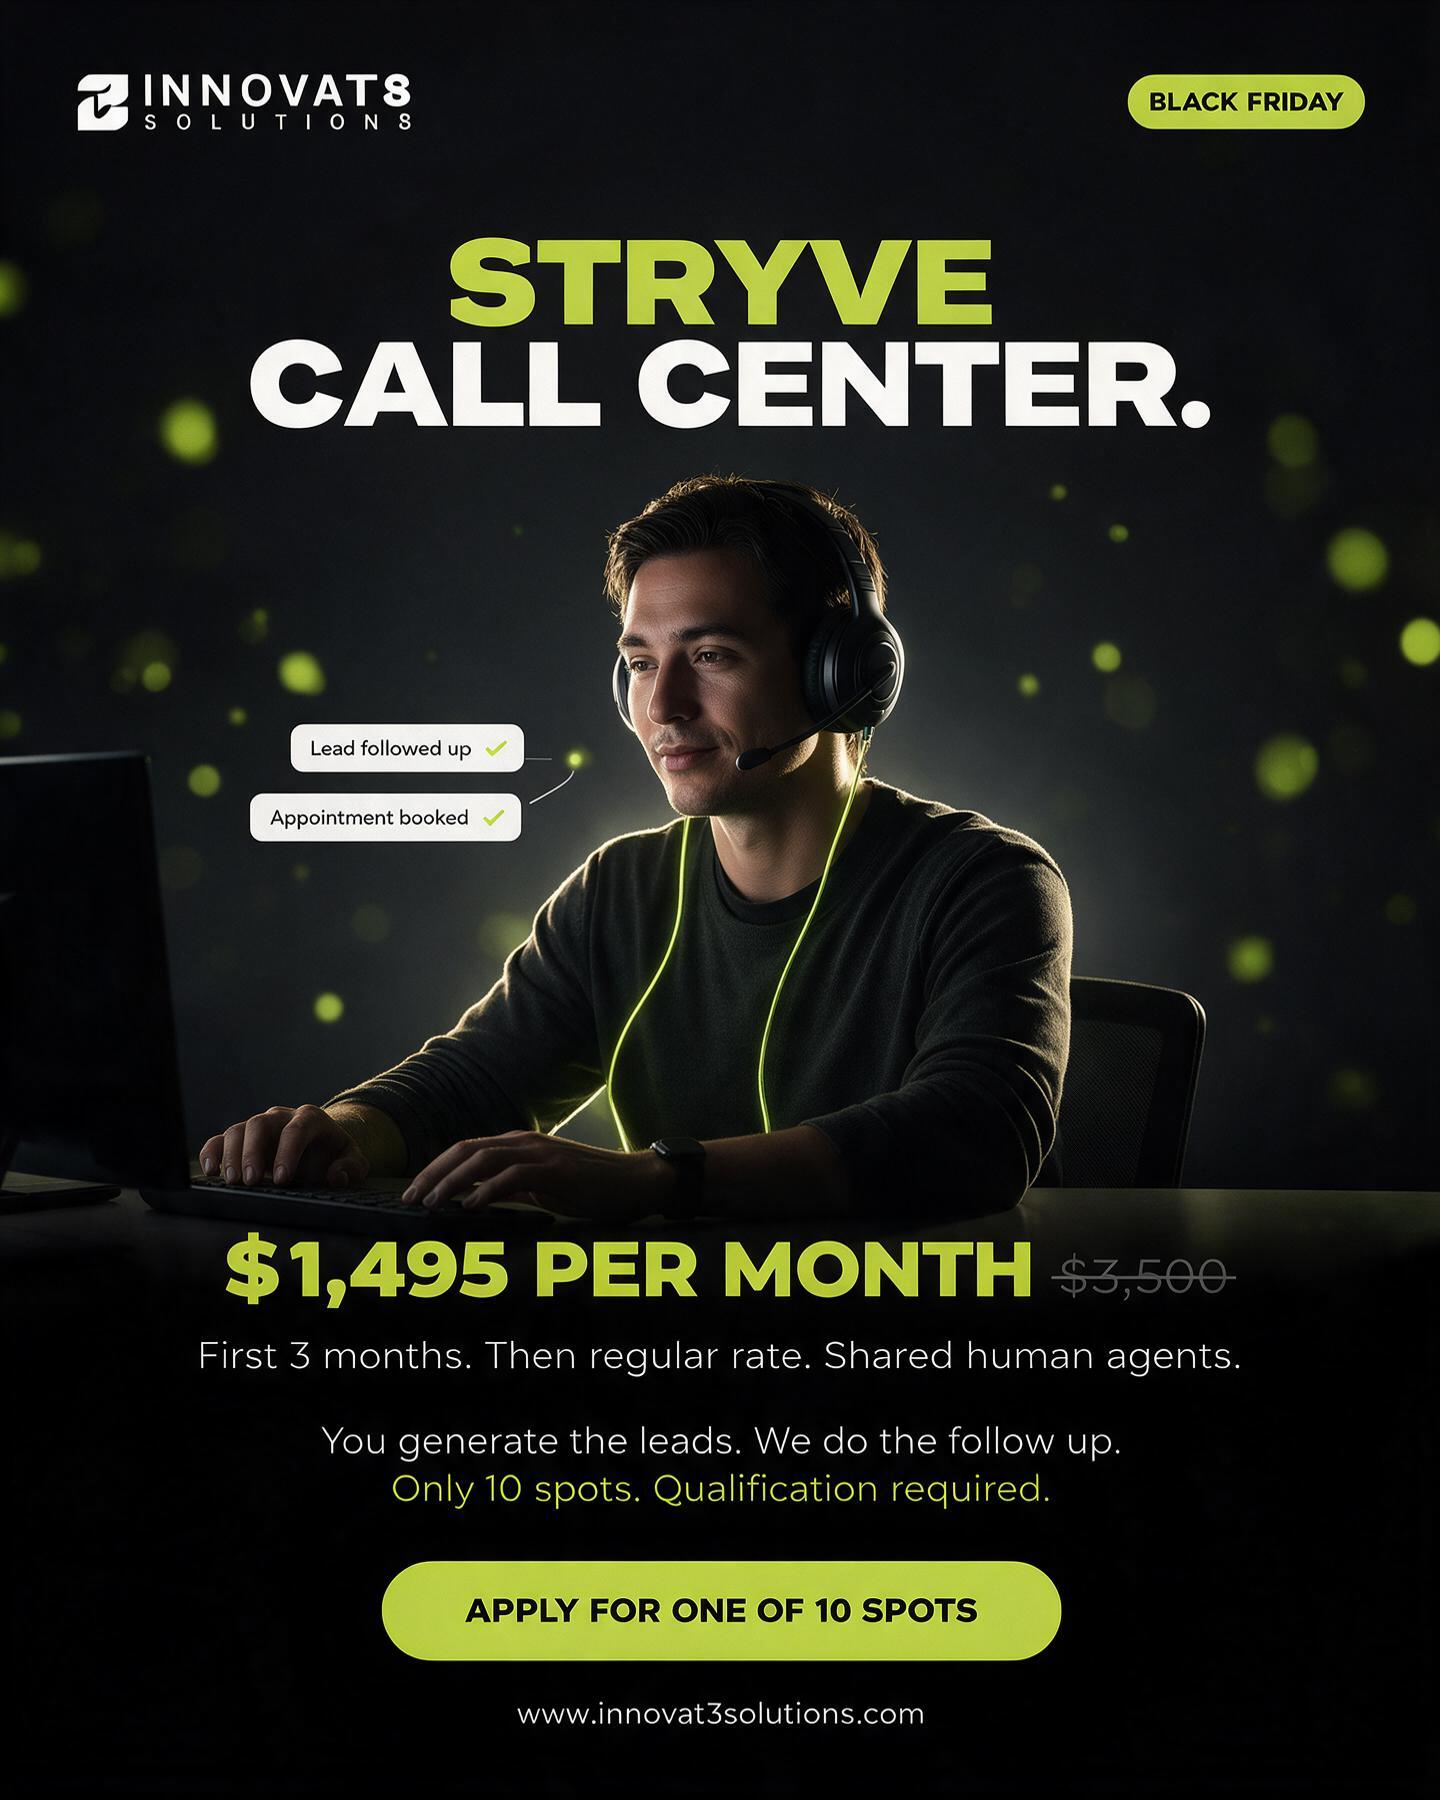 INNOVAT8
SOLUTION8
BLACK FRIDAY
STRYVE
CALL CENTER.
Lead followed up
Appointment booked
$1,495 PER MONTH $3,500
First 3 months. Then regular rate. Shared human agents.
You generate the leads. We do the follow up.
Only 10 spots. Qualification required.
APPLY FOR ONE OF 10 SPOTS
www.innovat3solutions.com